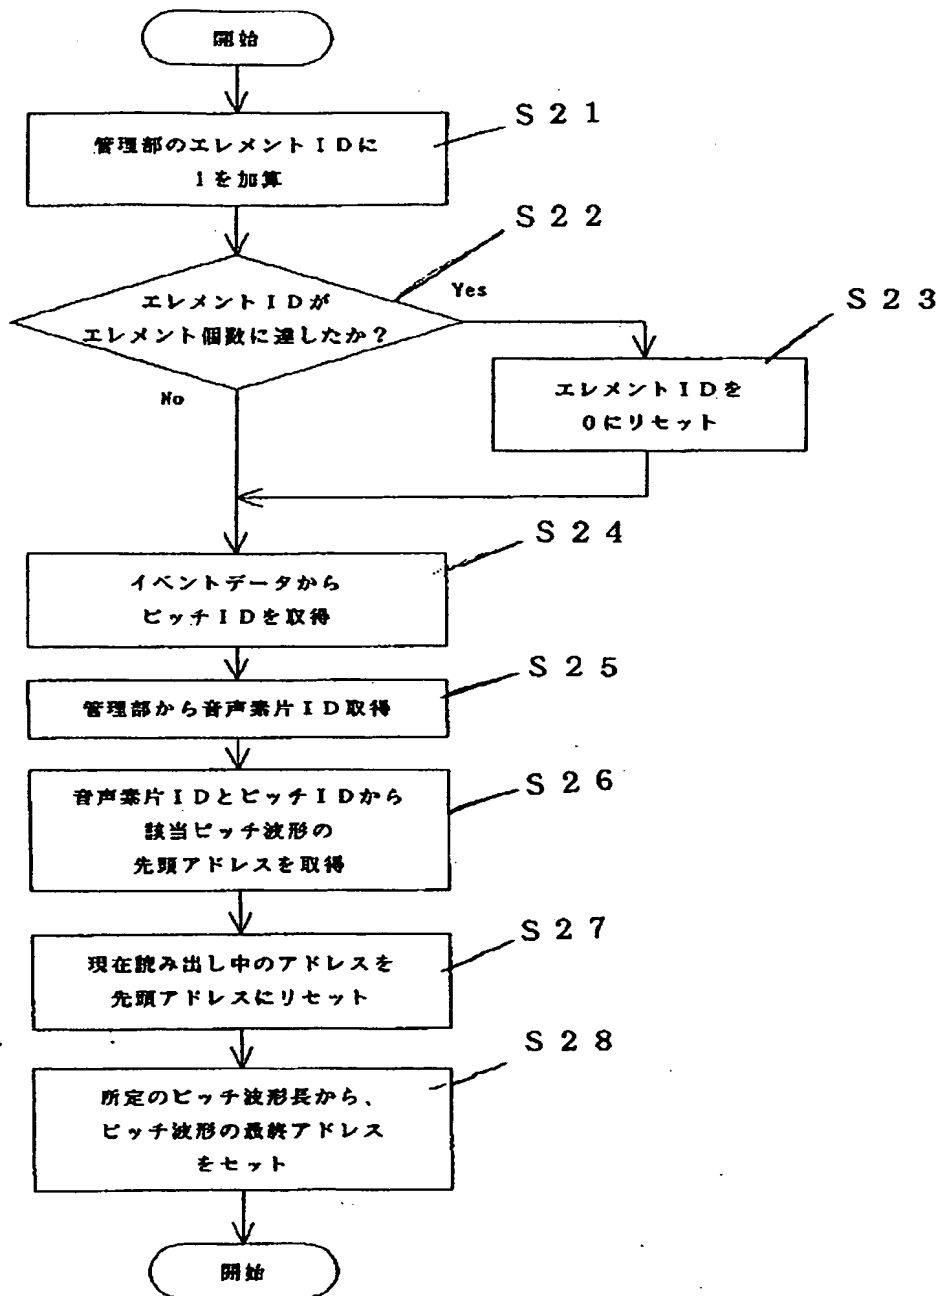 開始
S21
管理部のエレメントIDに
1を加算
S22
エレメントIDが
エレメント個数に達したか?
Yes
No
S23
エレメントIDを
0にリセット
S24
イベントデータから
ピッチIDを取得
S25
管理部から音声素片ID取得
S26
音声素片IDとピッチIDから
該当ピッチ波形の
先頭アドレスを取得
S27
現在読み出し中のアドレスを
先頭アドレスにリセット
S28
所定のピッチ波形長から、
ピッチ波形の最終アドレス
をセット
開始